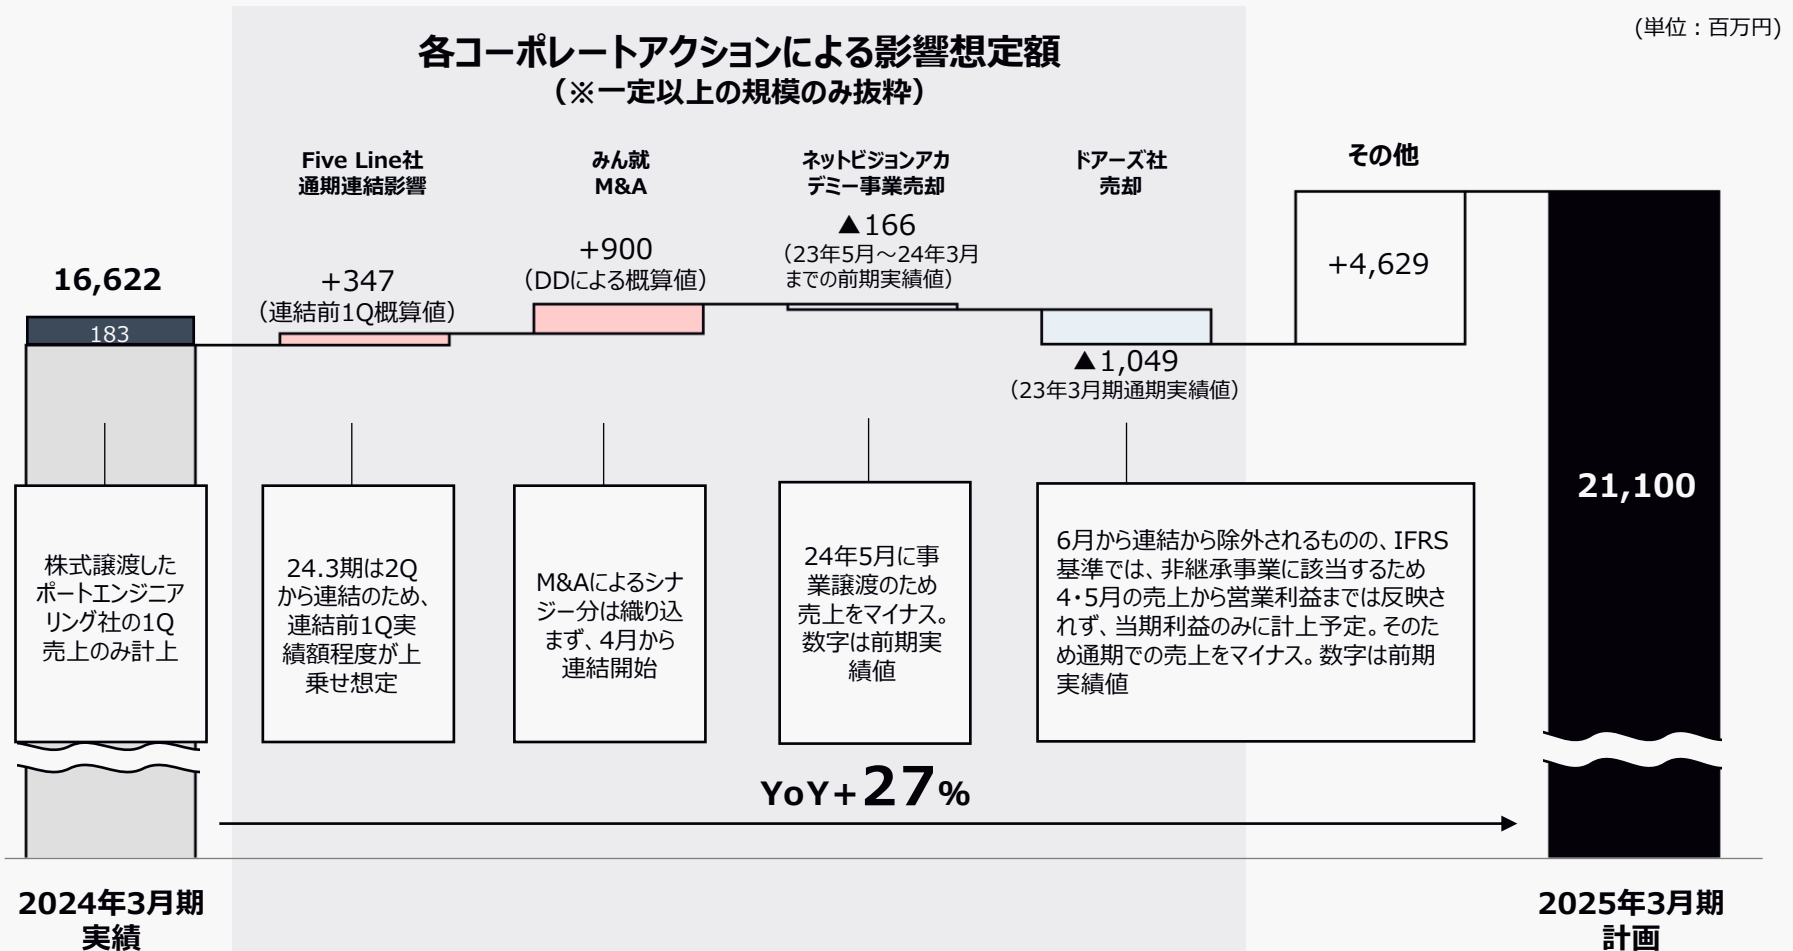 (単位：百万円)
各コーポレートアクションによる影響想定額
（※一定以上の規模のみ抜粋）
Five Line社
通期連結影響
みん就
M&A
ネットビジョンアカ
デミー事業売却
ドアーズ社
売却
その他
16,622
183
+347
（連結前1Q概算値）
+900
（DDによる概算値）
▲166
（23年5月～24年3月
までの前期実績値）
▲1,049
（23年3月期通期実績値）
+4,629
21,100
株式譲渡した
ポートエンジニア
リング社の1Q
売上のみ計上
24.3期は2Q
から連結のため、
連結前1Q実
績額程度が上
乗せ想定
M&Aによるシナ
ジー分は織り込
まず、4月から
連結開始
24年5月に事
業譲渡のため
売上をマイナス。
数字は前期実
績値
6月から連結から除外されるものの、IFRS
基準では、非継承事業に該当するため
4・5月の売上から営業利益までは反映さ
れず、当期利益のみに計上予定。そのた
め通期での売上をマイナス。数字は前期
実績値
YoY+27%
2024年3月期
実績
2025年3月期
計画